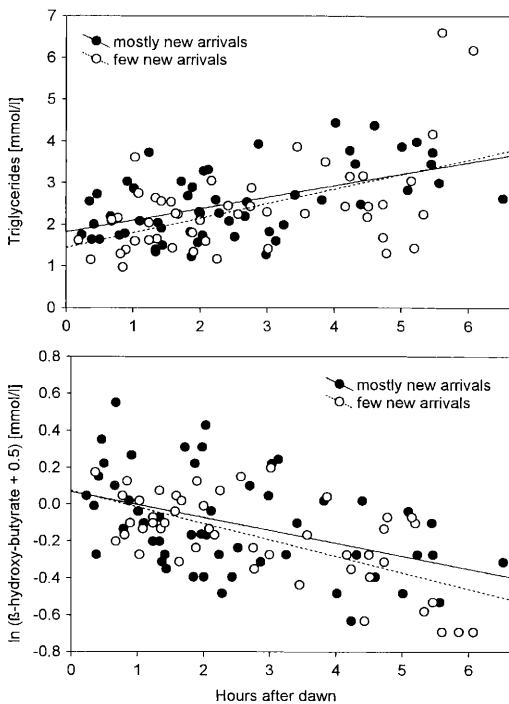 7
6
5
4
3
2
1
0
Triglycerides [mmol/l]
mostly new arrivals
few new arrivals
0 1 2 3 4 5 6
0.8
0.6
0.4
0.2
0.0
-0.2
-0.4
-0.6
-0.8
ln (ß-hydroxy-butyrate + 0.5) [mmol/l]
mostly new arrivals
few new arrivals
0 1 2 3 4 5 6
Hours after dawn